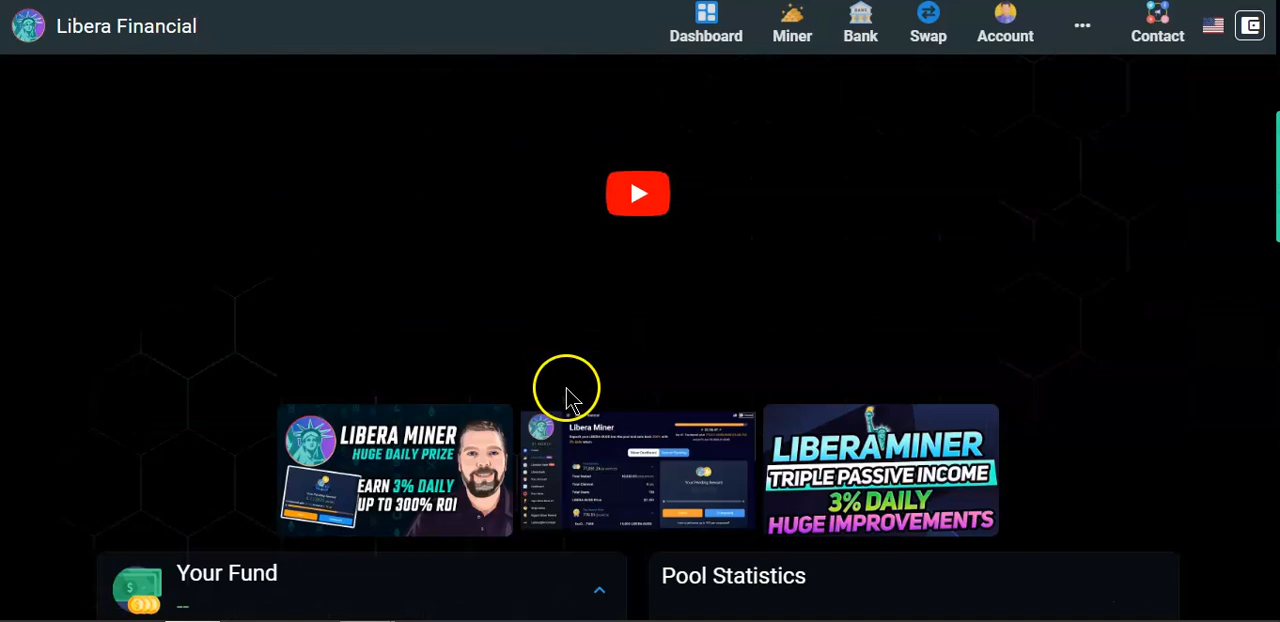 Libera Financial
Dashboard
Miner
Bank
Swap
Account
Contact
LIBERA MINER
HUGE DAILY PRIZE
EARN 3% DAILY
UP TO 300% ROI
Libera Miner
LIBERA MINER
TRIPLE PASSIVE INCOME
3% DAILY
HUGE IMPROVEMENTS
Your Fund
--
Pool Statistics